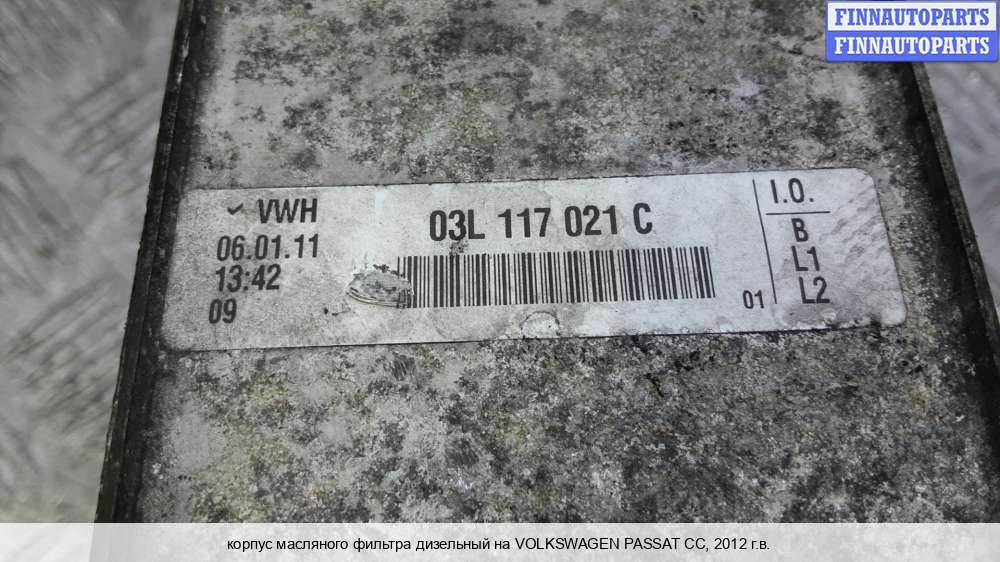 FINNAUTOPARTS
FINNAUTOPARTS
VWH
06.01.11
13:42
09
03L 117 021 C
01
I.O.
B
L1
L2
корпус масляного фильтра дизельный на VOLKSWAGEN PASSAT CC, 2012 г.в.